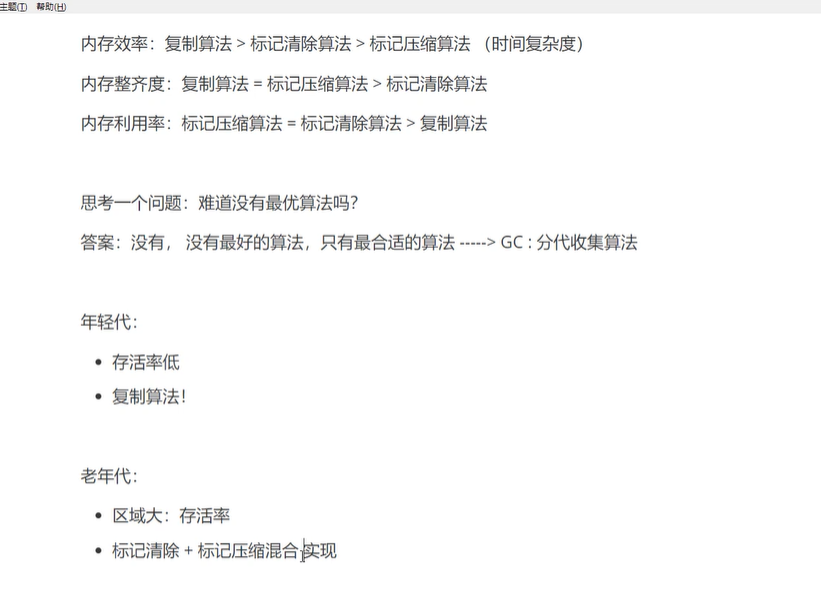 主题(T) 帮助(H)
内存效率：复制算法 > 标记清除算法 > 标记压缩算法 （时间复杂度）
内存整齐度：复制算法 = 标记压缩算法 > 标记清除算法
内存利用率：标记压缩算法 = 标记清除算法 > 复制算法
思考一个问题：难道没有最优算法吗？
答案：没有， 没有最好的算法，只有最合适的算法 -----> GC : 分代收集算法
年轻代：
• 存活率低
• 复制算法！
老年代：
• 区域大：存活率
• 标记清除 + 标记压缩混合 实现